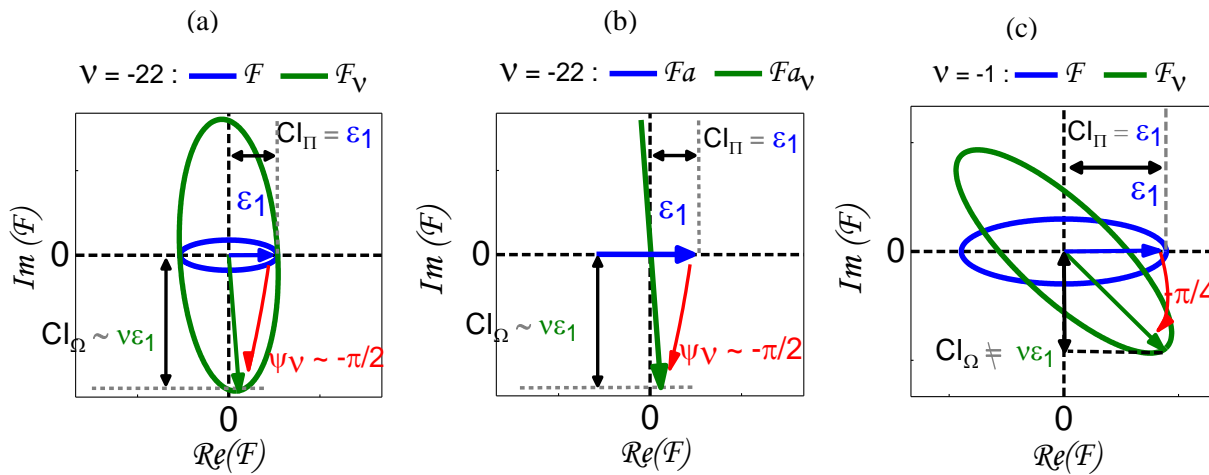 (a)
ν = -22 : ℱ ℱν
CIΠ = ε1
ε1
0
CIΩ ~ νε1
ψν ~ -π/2
Im (ℱ)
0
Re(ℱ)
(b)
ν = -22 : ℱa ℱaν
CIΠ = ε1
ε1
0
CIΩ ~ νε1
ψν ~ -π/2
Im (ℱ)
0
Re(ℱ)
(c)
ν = -1 : ℱ ℱν
CIΠ = ε1
ε1
0
-π/4
CIΩ ≠ νε1
Im (ℱ)
0
Re(ℱ)